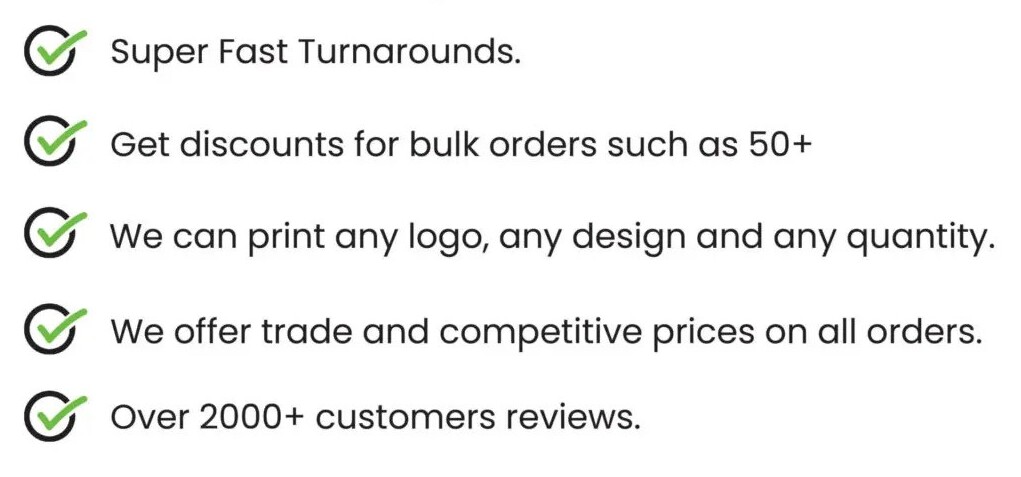 Super Fast Turnarounds.
Get discounts for bulk orders such as 50+
We can print any logo, any design and any quantity.
We offer trade and competitive prices on all orders.
Over 2000+ customers reviews.